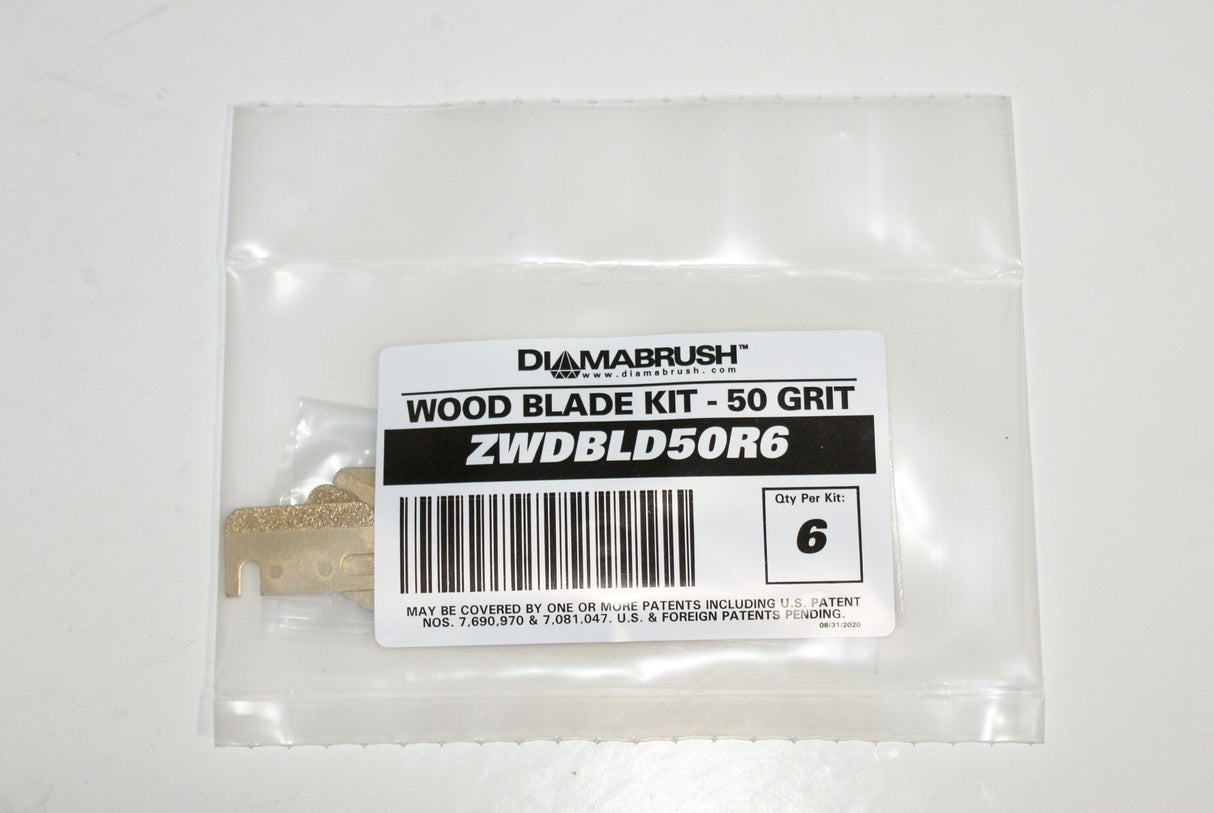 DIAMABRUSH™
www.diamabrush.com
WOOD BLADE KIT - 50 GRIT
ZWDBLD50R6
Qty Per Kit:
6
MAY BE COVERED BY ONE OR MORE PATENTS INCLUDING U.S. PATENT
NOS. 7,690,970 & 7,081,047. U.S. & FOREIGN PATENTS PENDING.
08/31/2020